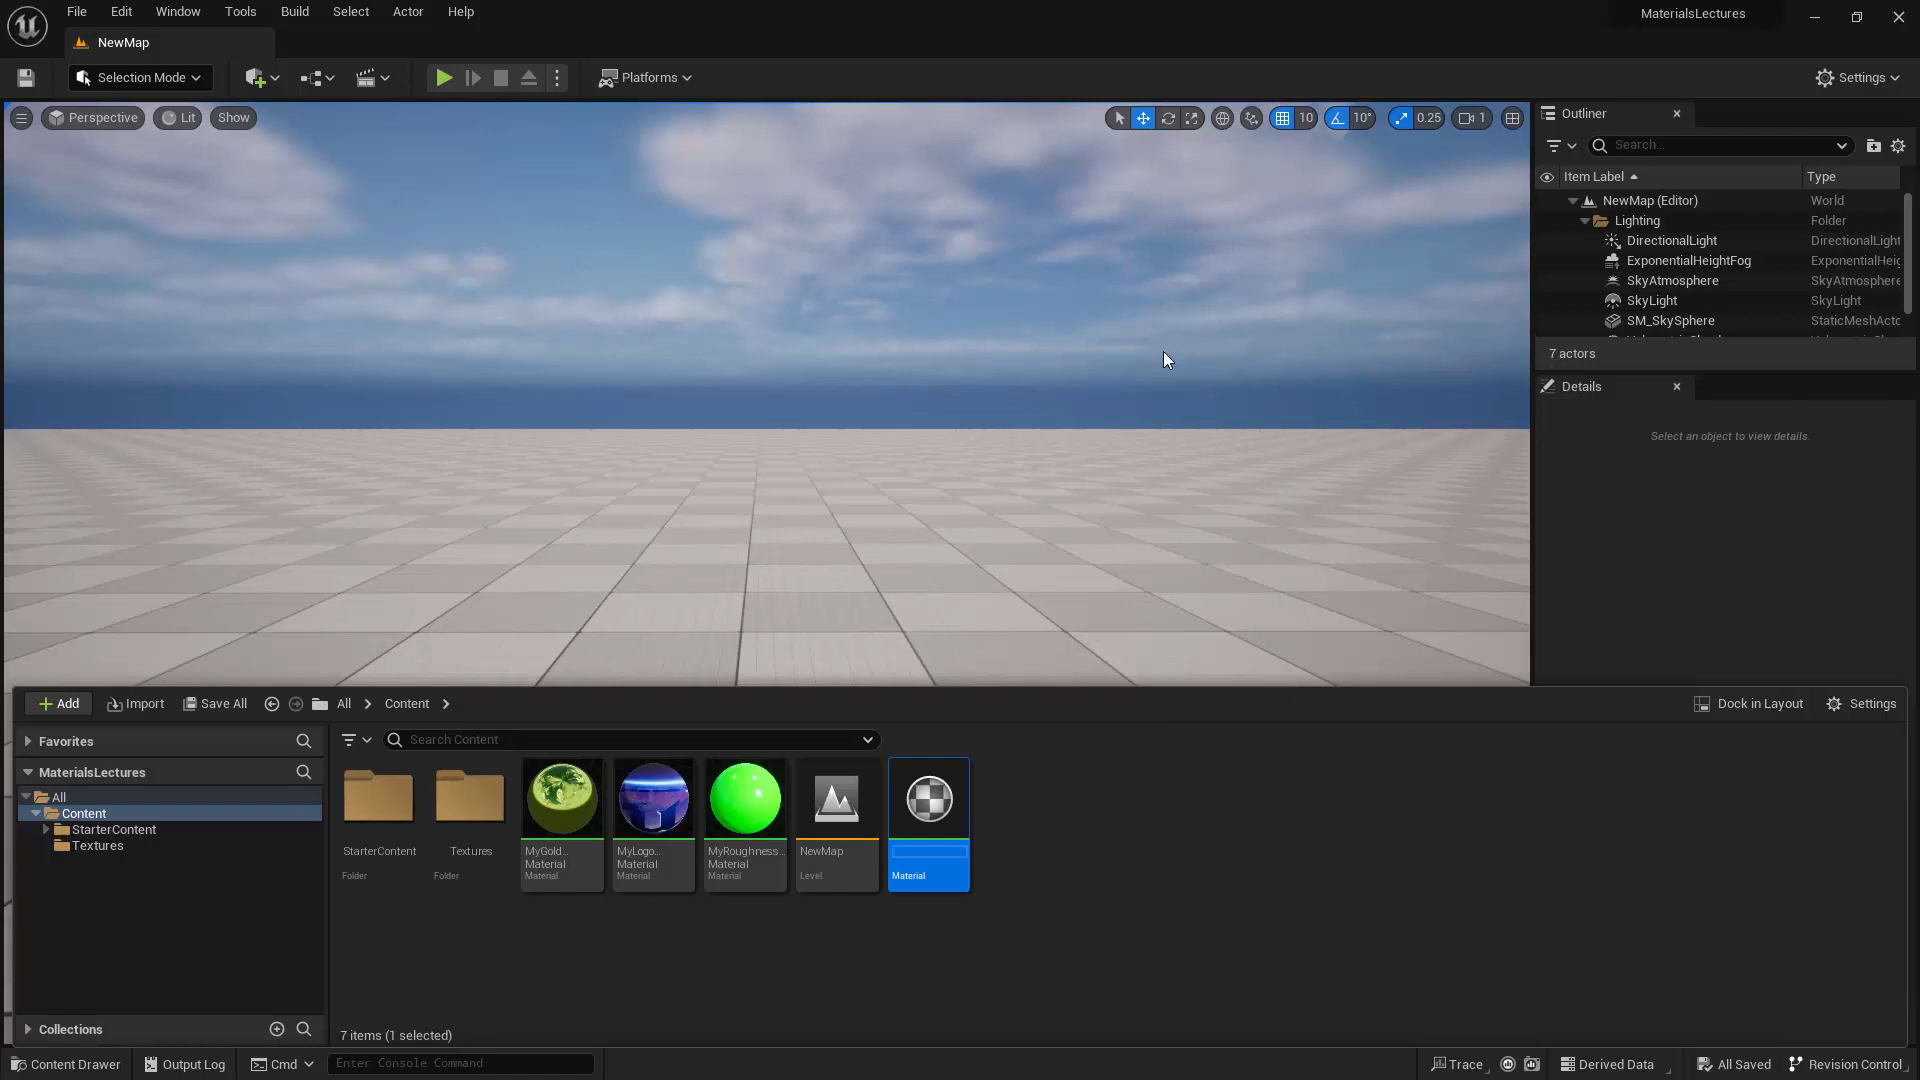 File Edit Window Tools Build Select Actor Help
MaterialsLectures
NewMap
Selection Mode
Platforms
Settings
Perspective
Lit
Show
10
10°
0.25
1
Outliner
Search...
Item Label
Type
NewMap (Editor)
World
Lighting
Folder
DirectionalLight
DirectionalLight
ExponentialHeightFog
ExponentialHeig
SkyAtmosphere
SkyAtmosphere
SkyLight
SkyLight
SM_SkySphere
StaticMeshActo
7 actors
Details
Select an object to view details.
Add
Import
Save All
All
Content
Dock in Layout
Settings
Favorites
MaterialsLectures
All
Content
StarterContent
Textures
Collections
Search Content
StarterContent
Folder
Textures
Folder
MyGold...
Material
Material
MyLogo...
Material
Material
MyRoughness...
Material
Material
NewMap
Level
Material
7 items (1 selected)
Content Drawer
Output Log
Cmd
Enter Console Command
Trace
Derived Data
All Saved
Revision Control